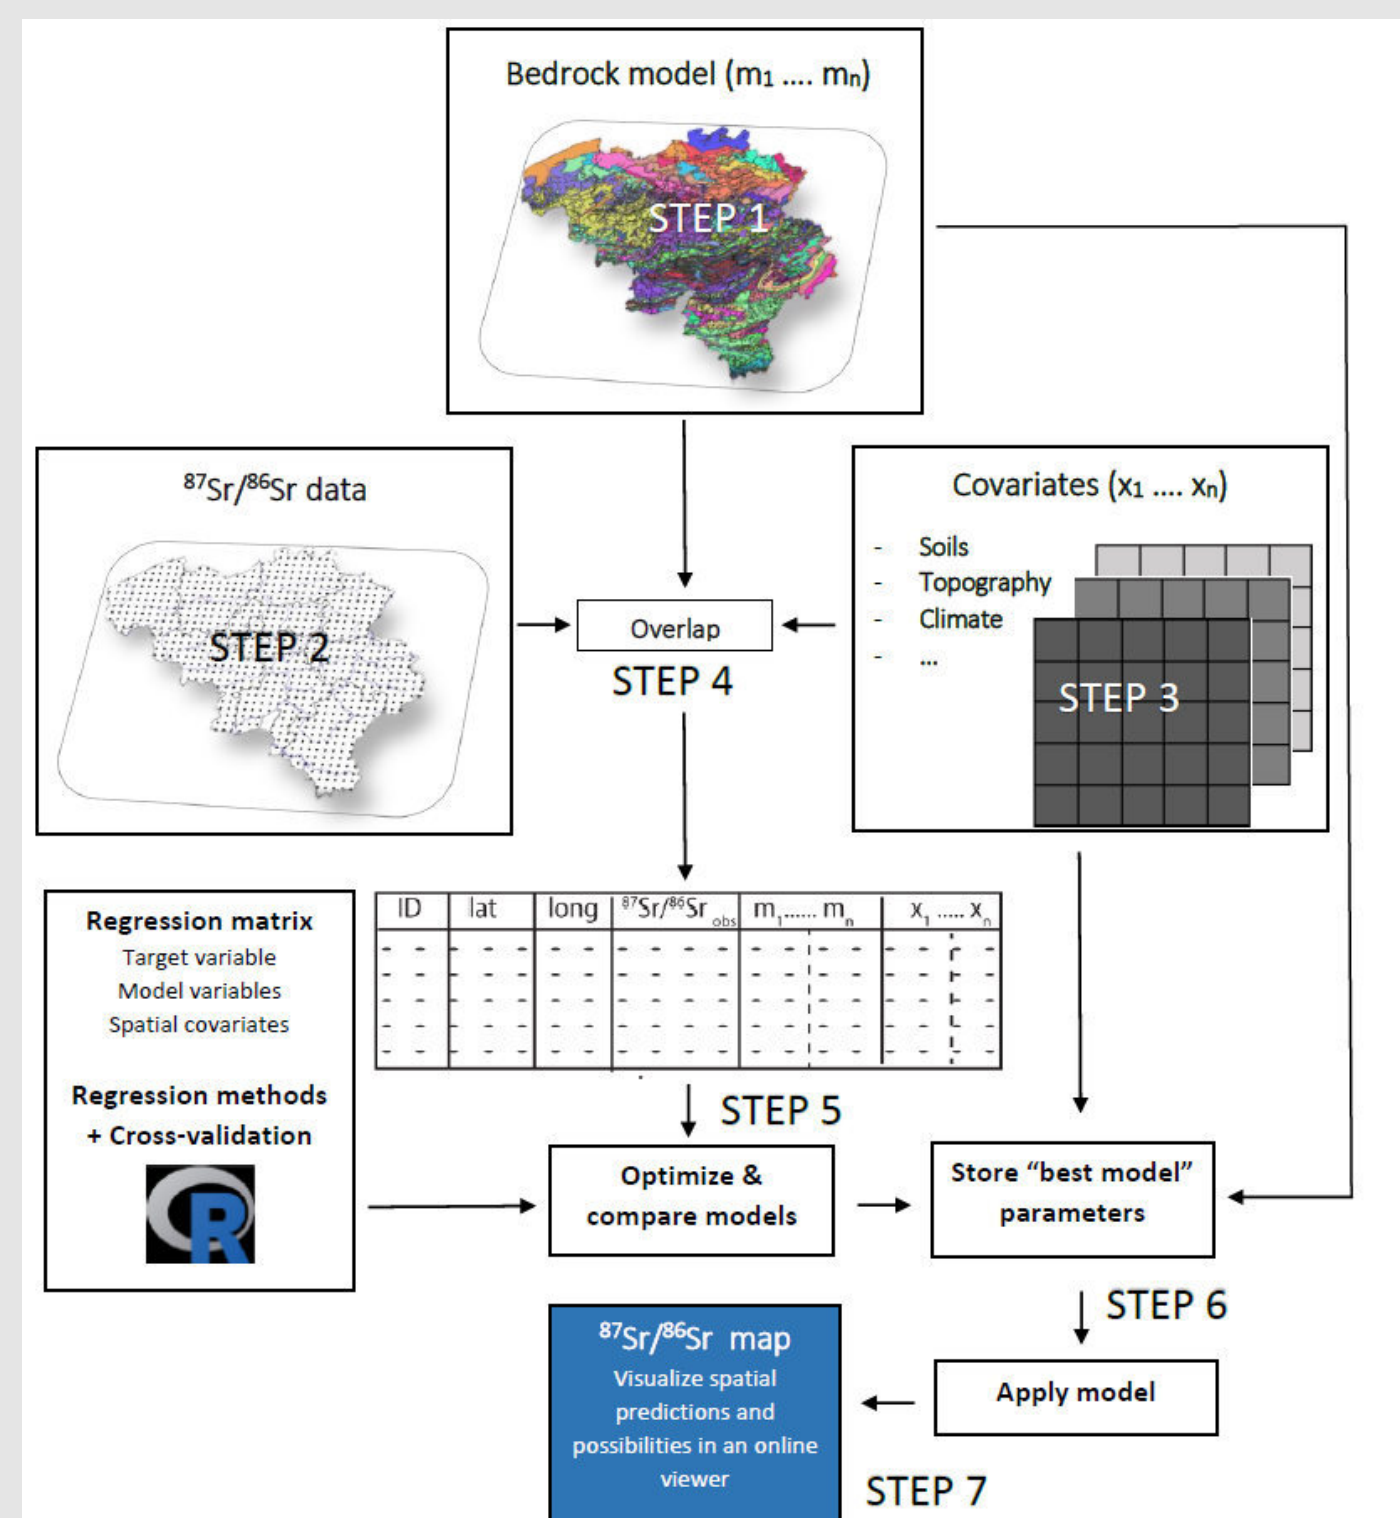 Bedrock model (m₁ .... mₙ)
STEP 1
⁸⁷Sr/⁸⁶Sr data
STEP 2
Covariates (x₁ .... xₙ)
- Soils
- Topography
- Climate
- ...
STEP 3
Overlap
STEP 4
ID lat long ⁸⁷Sr/⁸⁶Sr obs m₁...... mₙ x₁ ..... xₙ
Regression matrix
Target variable
Model variables
Spatial covariates
Regression methods
+ Cross-validation
R
STEP 5
Optimize &
compare models
Store “best model”
parameters
STEP 6
Apply model
⁸⁷Sr/⁸⁶Sr map
Visualize spatial
predictions and
possibilities in an online
viewer
STEP 7